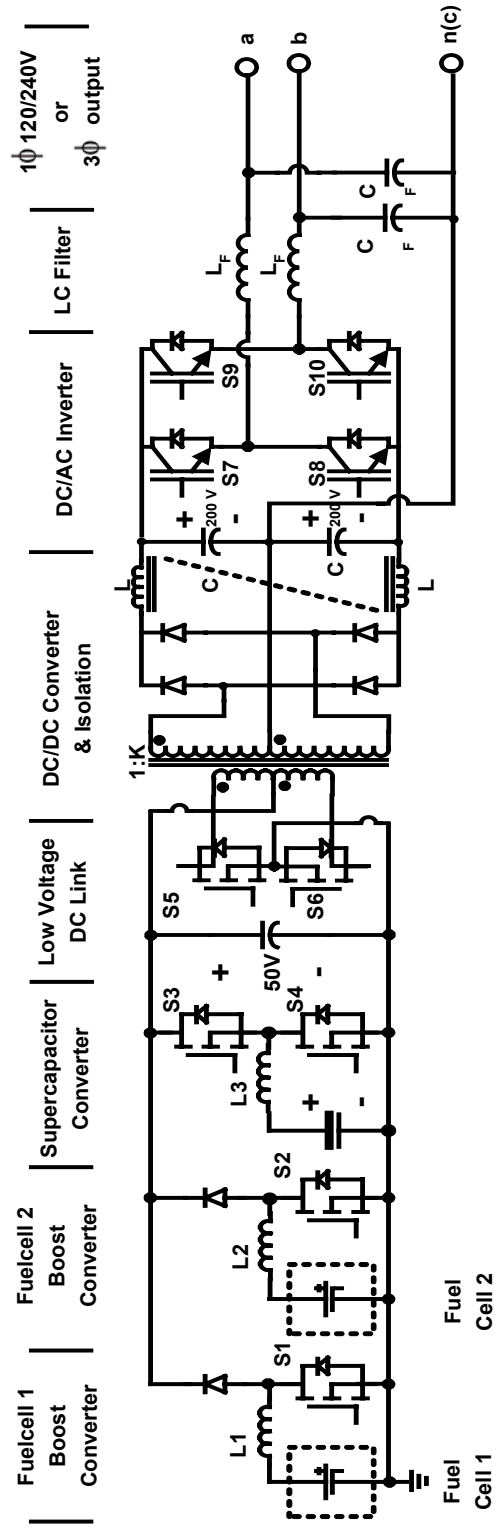 Fuelcell 1
Boost
Converter
Fuelcell 2
Boost
Converter
Supercapacitor
Converter
Low Voltage
DC Link
DC/DC Converter
& Isolation
DC/AC Inverter
LC Filter
1ϕ 120/240V
or
3ϕ output
L1
S1
L2
S2
L3
+
-
S3
S4
+
50V
-
S5
S6
1:K
L
L
C
+
200 V
-
C
+
200 V
-
S7
S8
S9
S10
LF
LF
C
F
C
F
a
b
n(c)
+
Fuel
Cell 1
+
Fuel
Cell 2